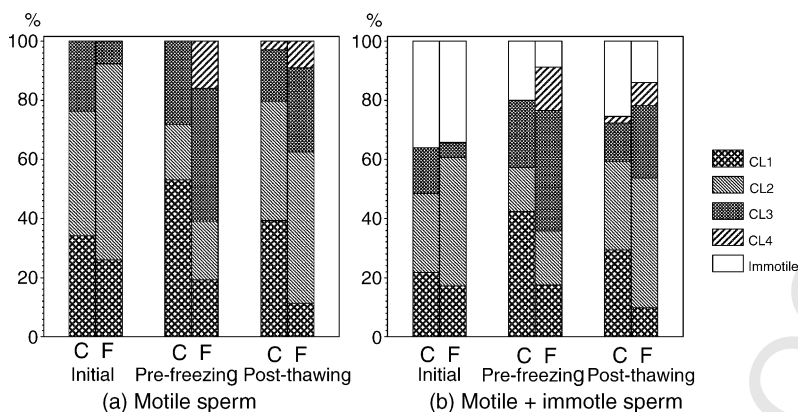 %
100
80
60
40
20
0
C F C F C F
Initial Pre-freezing Post-thawing
(a) Motile sperm
%
100
80
60
40
20
0
C F C F C F
Initial Pre-freezing Post-thawing
(b) Motile + immotle sperm
CL1
CL2
CL3
CL4
Immotile